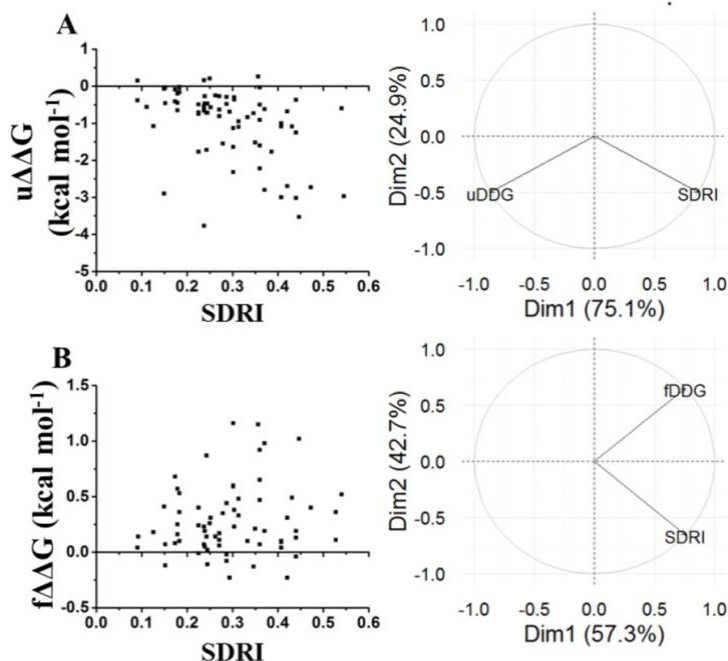 A
1
0
-1
-2
-3
-4
-5
0.0 0.1 0.2 0.3 0.4 0.5 0.6
SDRI
uΔΔG
(kcal mol-1)
1.0
0.5
0.0
-0.5
-1.0
-1.0 -0.5 0.0 0.5 1.0
Dim1 (75.1%)
Dim2 (24.9%)
uDDG
SDRI
B
1.5
1.0
0.5
0.0
-0.5
0.0 0.1 0.2 0.3 0.4 0.5 0.6
SDRI
fΔΔG (kcal mol-1)
1.0
0.5
0.0
-0.5
-1.0
-1.0 -0.5 0.0 0.5 1.0
Dim1 (57.3%)
Dim2 (42.7%)
fDDG
SDRI